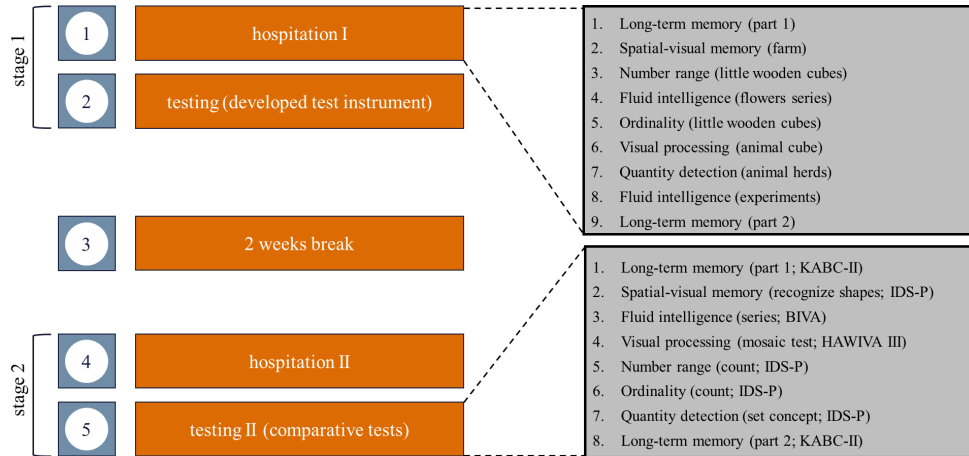 stage 1
1
hospitation I
2
testing (developed test instrument)
3
2 weeks break
stage 2
4
hospitation II
5
testing II (comparative tests)
1. Long-term memory (part 1)
2. Spatial-visual memory (farm)
3. Number range (little wooden cubes)
4. Fluid intelligence (flowers series)
5. Ordinality (little wooden cubes)
6. Visual processing (animal cube)
7. Quantity detection (animal herds)
8. Fluid intelligence (experiments)
9. Long-term memory (part 2)
1. Long-term memory (part 1; KABC-II)
2. Spatial-visual memory (recognize shapes; IDS-P)
3. Fluid intelligence (series; BIVA)
4. Visual processing (mosaic test; HAWIVA III)
5. Number range (count; IDS-P)
6. Ordinality (count; IDS-P)
7. Quantity detection (set concept; IDS-P)
8. Long-term memory (part 2; KABC-II)